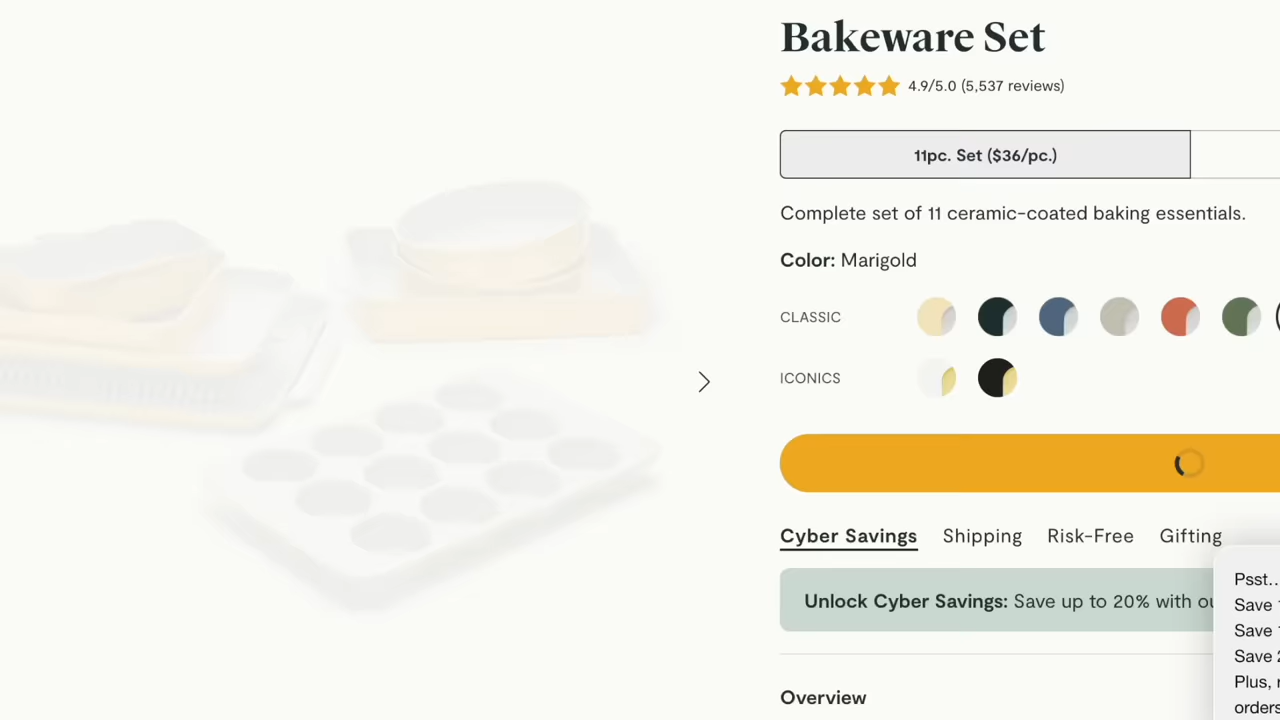 Bakeware Set
4.9/5.0 (5,537 reviews)
11pc. Set ($36/pc.)
Complete set of 11 ceramic-coated baking essentials.
Color: Marigold
CLASSIC
ICONICS
Cyber Savings Shipping Risk-Free Gifting
Unlock Cyber Savings: Save up to 20% with
Psst..
Save
Save
Save
Plus,
orders
Overview